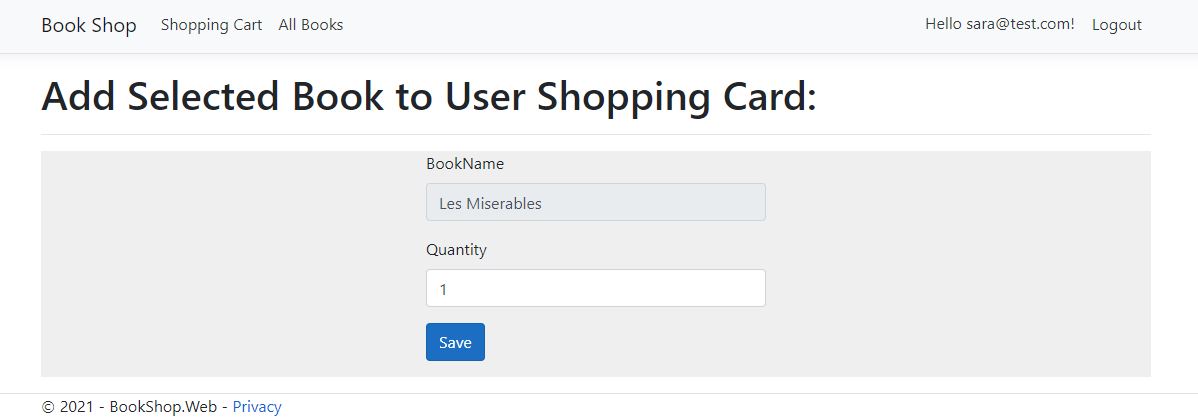 Book Shop Shopping Cart All Books Hello sara@test.com! Logout
Add Selected Book to User Shopping Card:
BookName
Les Miserables
Quantity
1
Save
© 2021 - BookShop.Web - Privacy